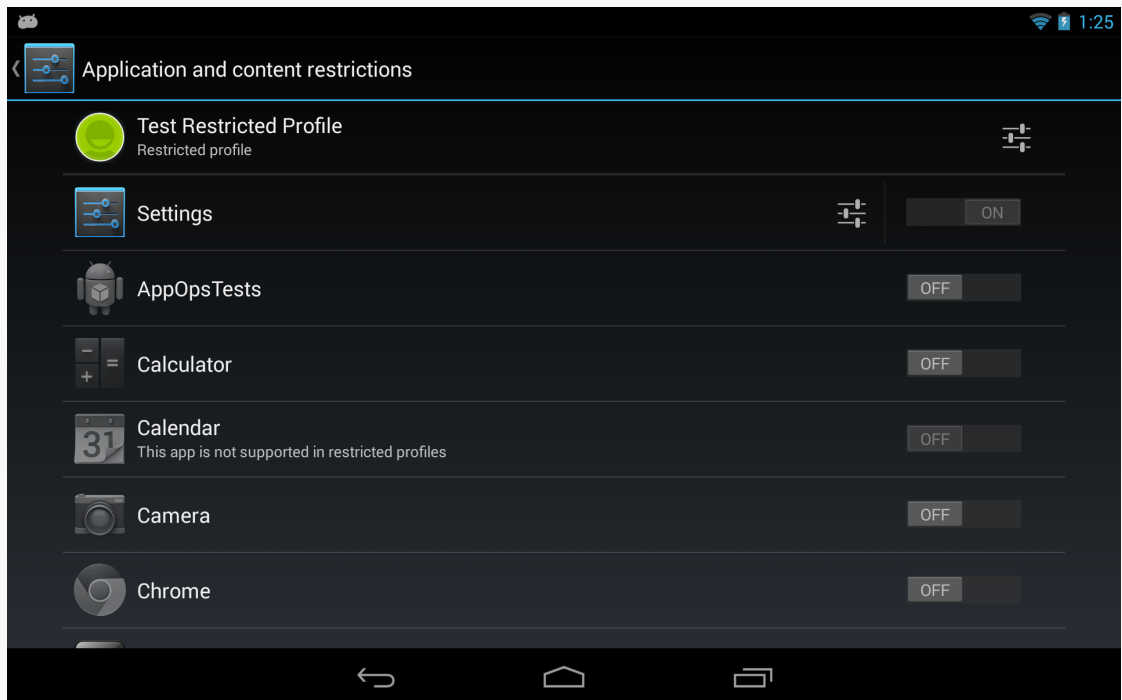 1:25
Application and content restrictions
Test Restricted Profile
Restricted profile
Settings
ON
AppOpsTests
OFF
Calculator
OFF
31
Calendar
This app is not supported in restricted profiles
OFF
Camera
OFF
Chrome
OFF